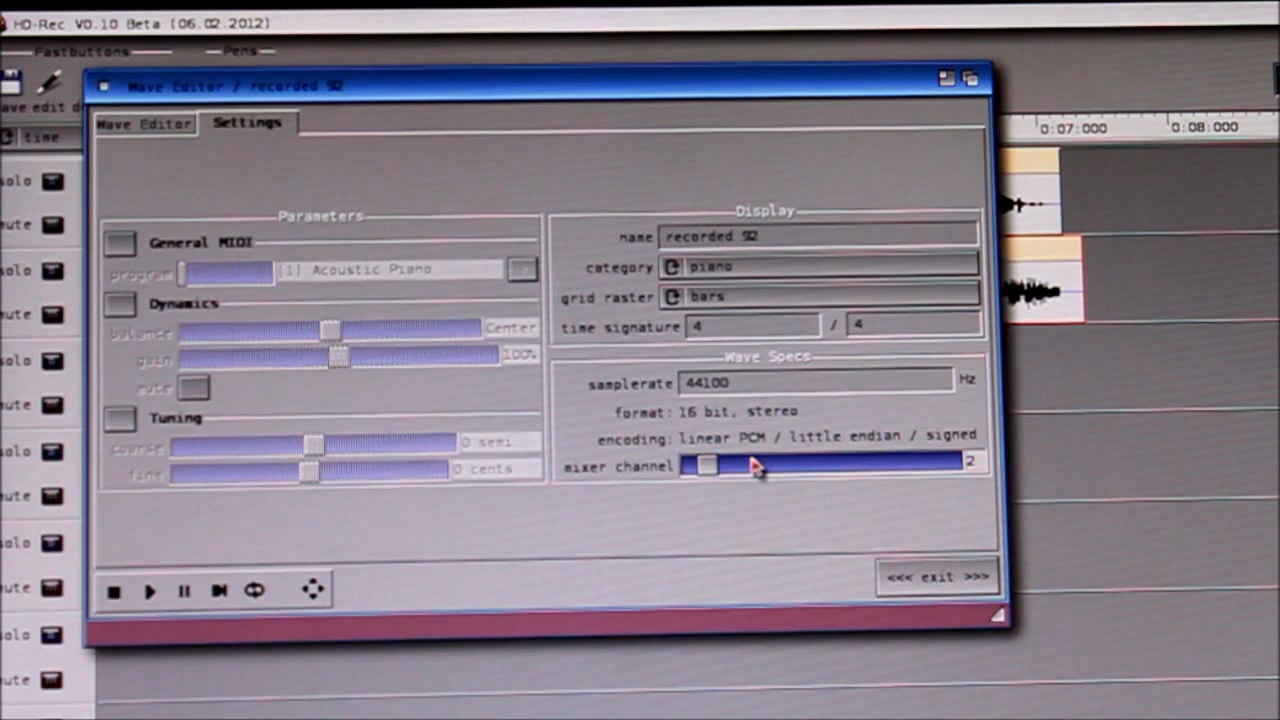 HD-Rec V0.10 Beta (06.02.2012)
Fastbuttons Pens
ave edit
Wave Editor / recorded 92
Wave Editor Settings
time
0:07:000 0:08:000
Parameters
General MIDI
program [1] Acoustic Piano
Dynamics
balance Center
gain 100%
mute
Tuning
course 0 semi
fine 0 cents
Display
name recorded 92
category piano
grid raster bars
time signature 4 / 4
Wave Specs
samplerate 44100 Hz
format: 16 bit, stereo
encoding: linear PCM / little endian / signed
mixer channel 2
<<< exit >>>
solo
mute
solo
mute
solo
mute
solo
mute
solo
mute
solo
mute